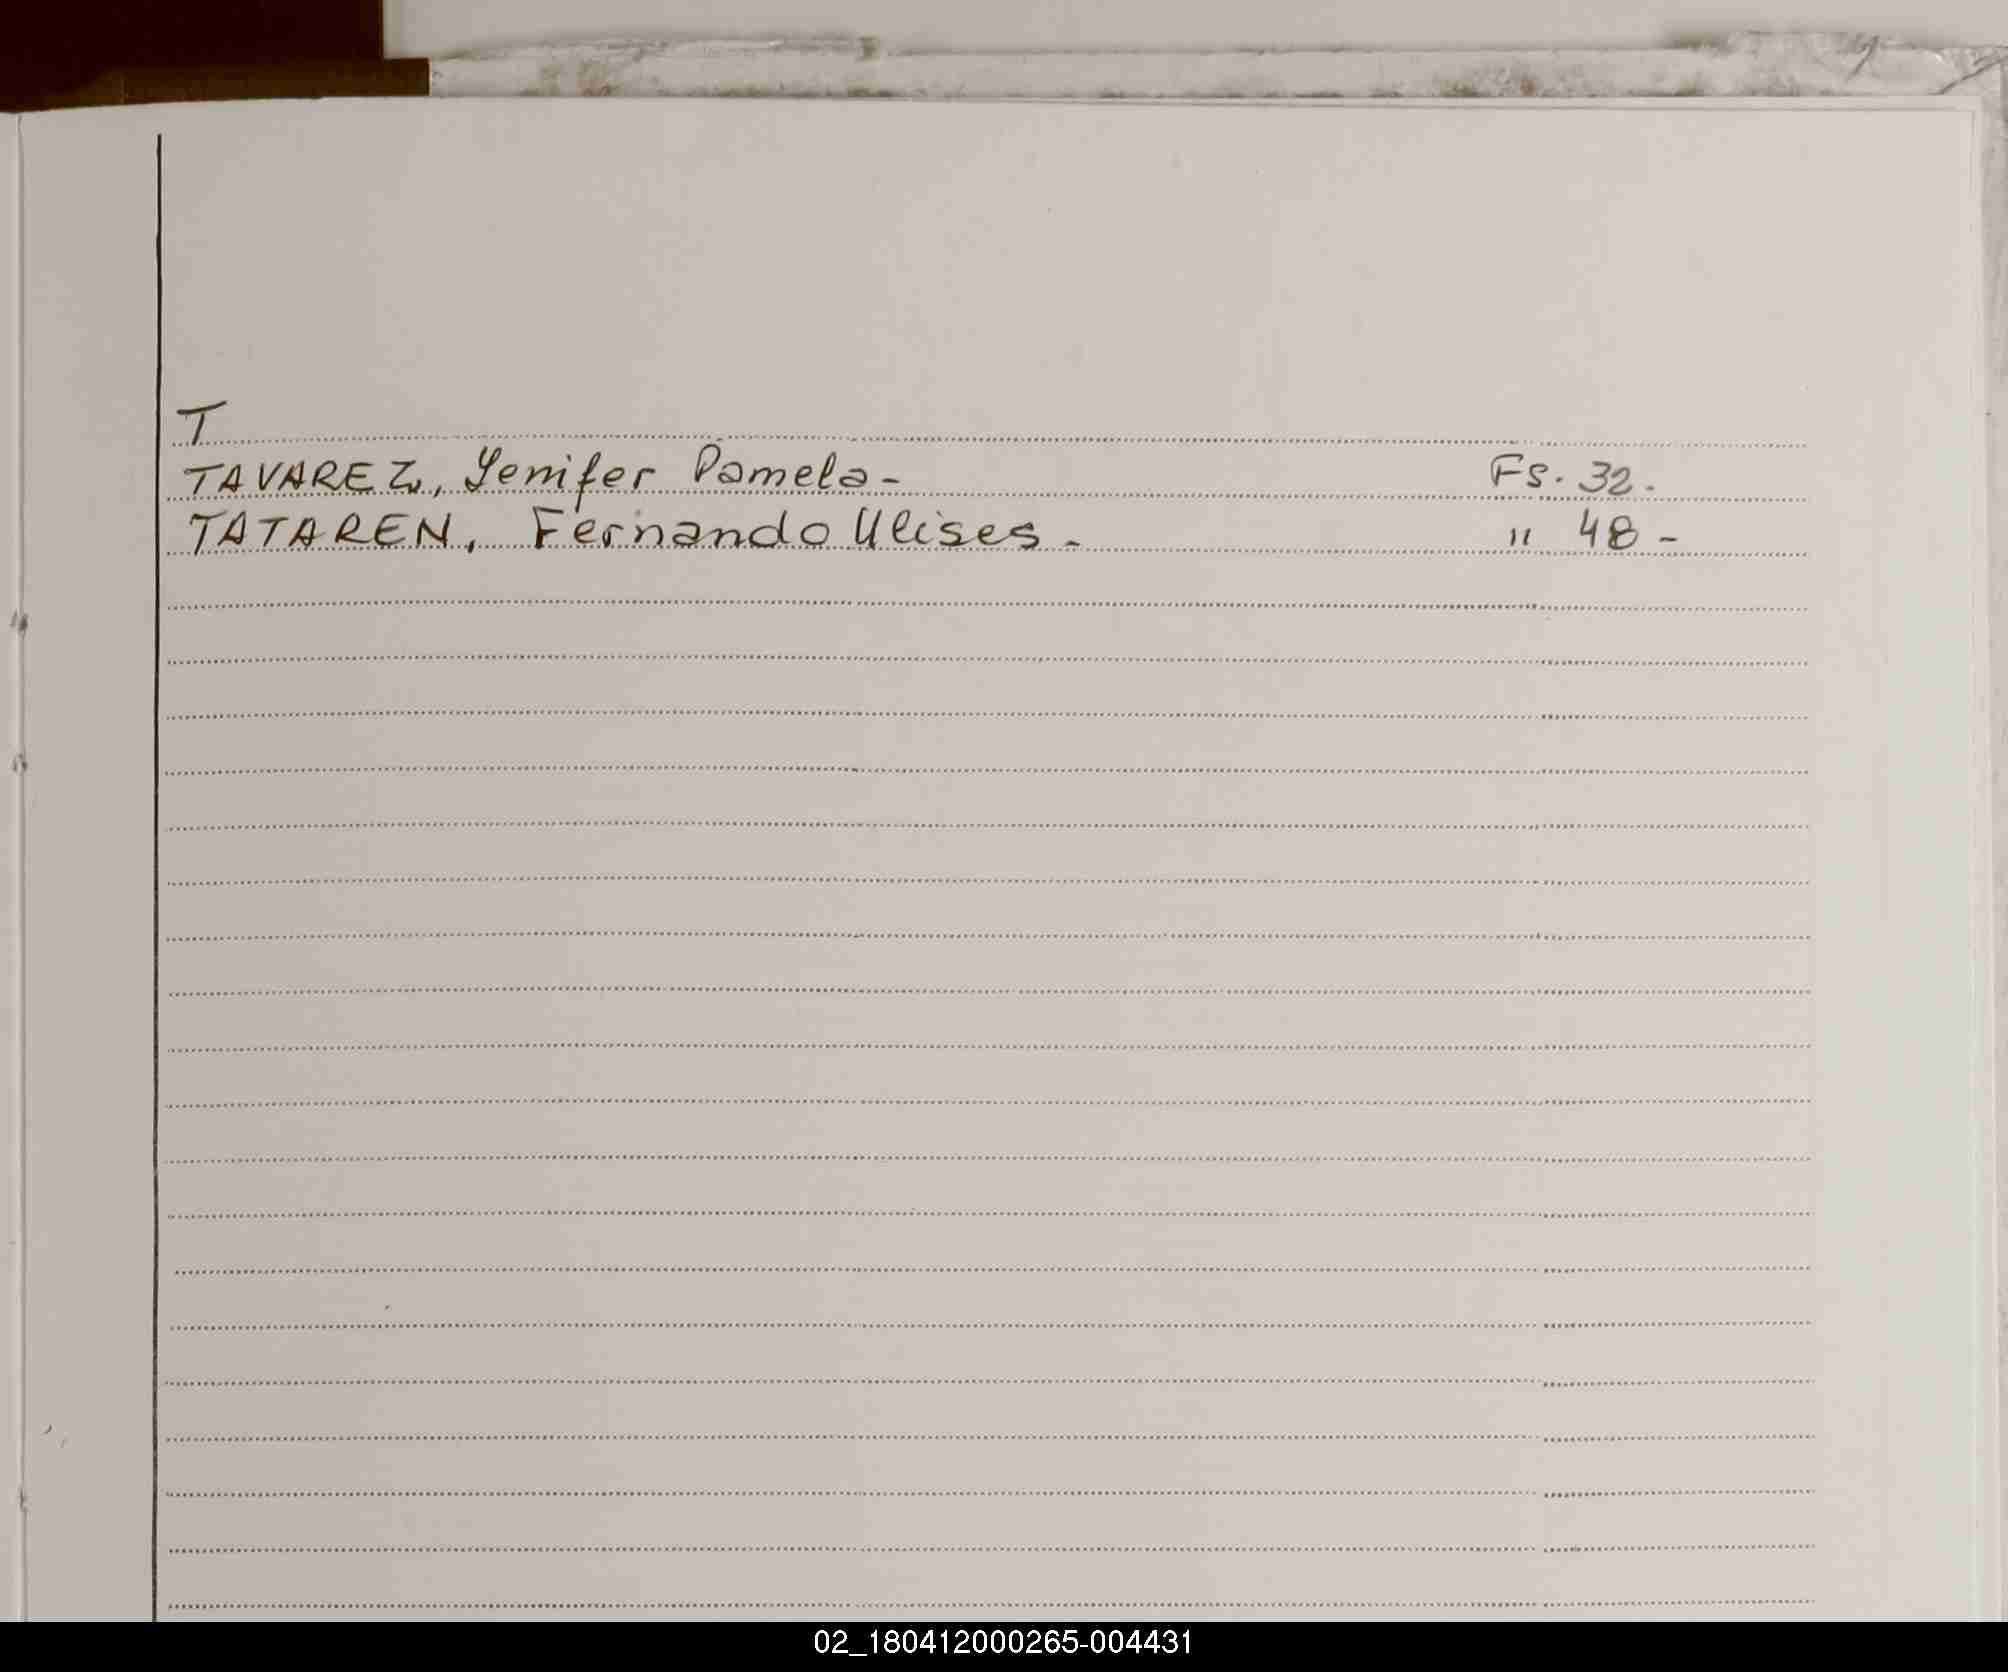 T
TAVAREZ, Yenifer Pamela- Fs. 32.
TATAREN, Fernando Ulises. " 48-
02_180412000265-004431